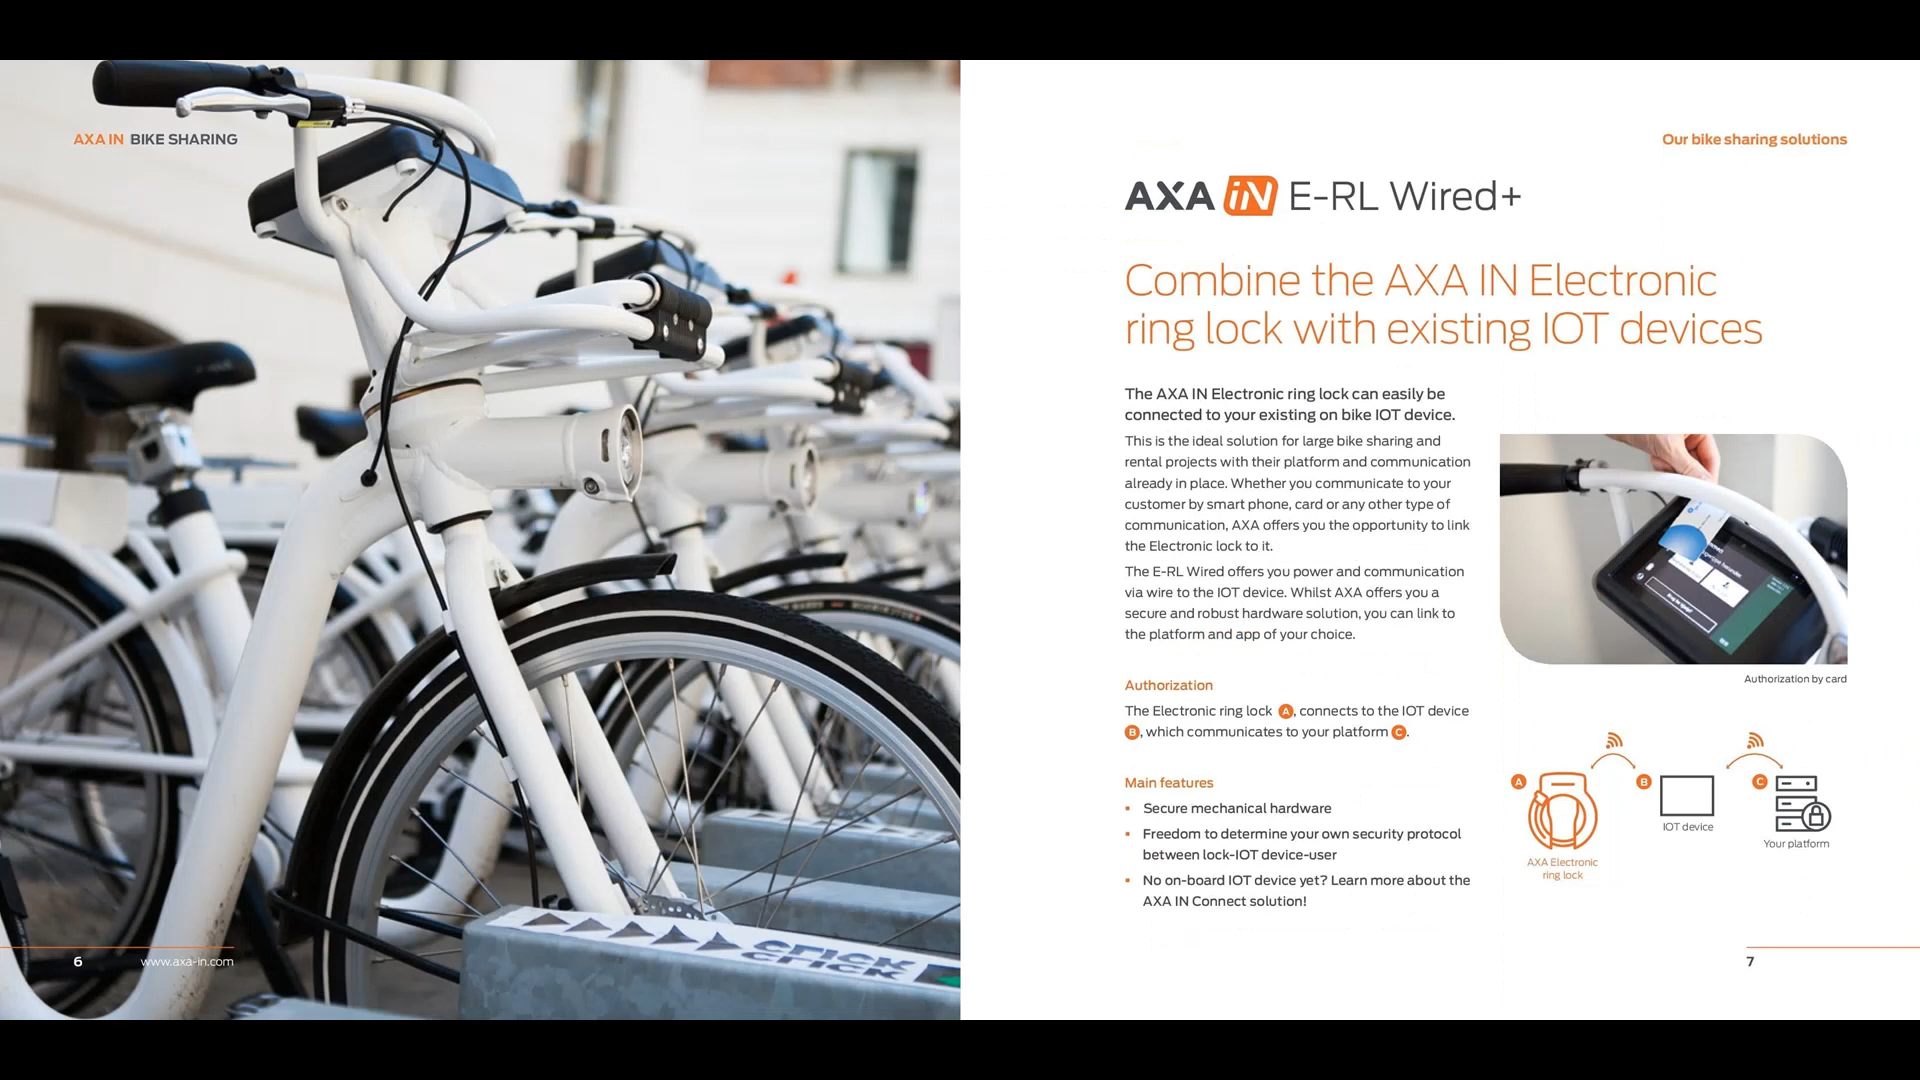 AXA IN BIKE SHARING
CLICK
CLICK
6
www.axa-in.com
Our bike sharing solutions
AXA iN E-RL Wired+
Combine the AXA IN Electronic
ring lock with existing IOT devices
The AXA IN Electronic ring lock can easily be
connected to your existing on bike IOT device.
This is the ideal solution for large bike sharing and
rental projects with their platform and communication
already in place. Whether you communicate to your
customer by smart phone, card or any other type of
communication, AXA offers you the opportunity to link
the Electronic lock to it.
The E-RL Wired offers you power and communication
via wire to the IOT device. Whilst AXA offers you a
secure and robust hardware solution, you can link to
the platform and app of your choice.
Authorization
The Electronic ring lock A, connects to the IOT device
B, which communicates to your platform C.
Main features
▪ Secure mechanical hardware
▪ Freedom to determine your own security protocol
between lock-IOT device-user
▪ No on-board IOT device yet? Learn more about the
AXA IN Connect solution!
Authorization by card
A
B
C
IOT device
Your platform
AXA Electronic
ring lock
7